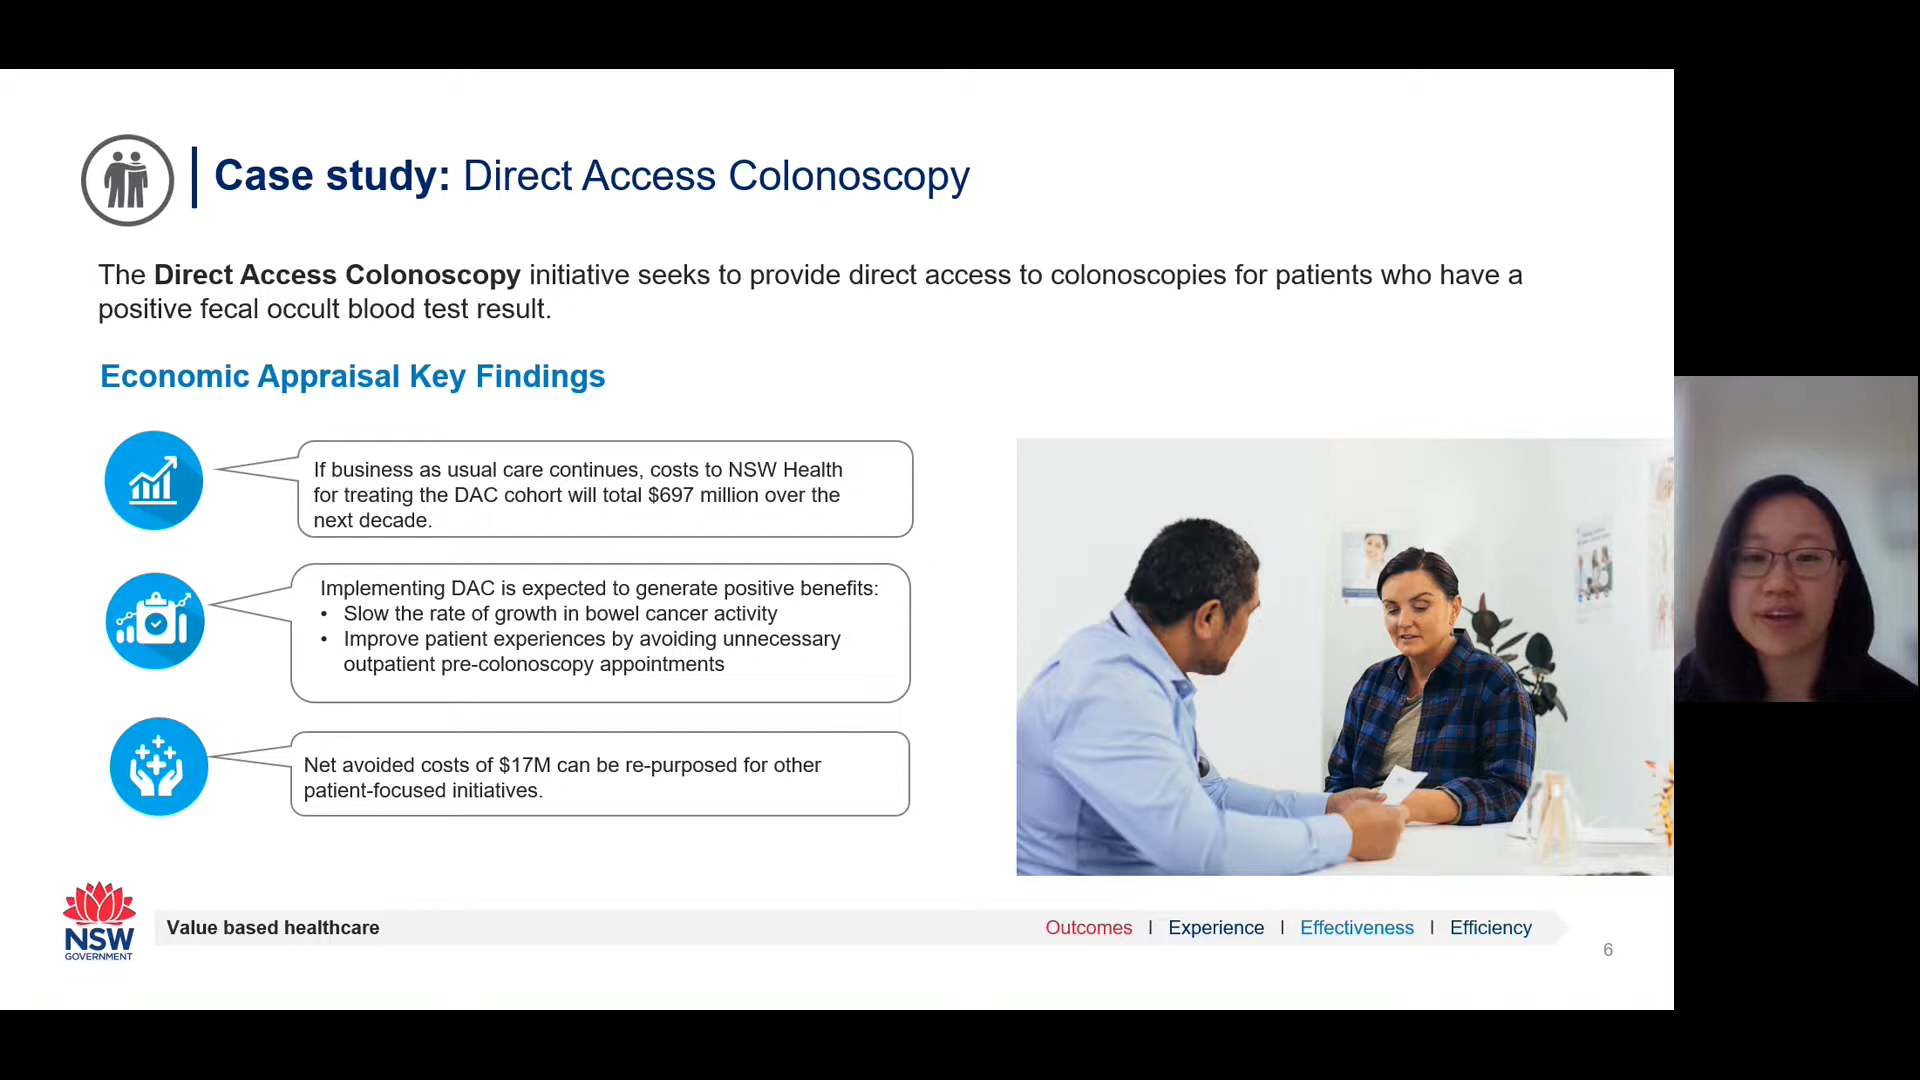 Case study: Direct Access Colonoscopy
The Direct Access Colonoscopy initiative seeks to provide direct access to colonoscopies for patients who have a
positive fecal occult blood test result.
Economic Appraisal Key Findings
If business as usual care continues, costs to NSW Health
for treating the DAC cohort will total $697 million over the
next decade.
Implementing DAC is expected to generate positive benefits:
• Slow the rate of growth in bowel cancer activity
• Improve patient experiences by avoiding unnecessary
outpatient pre-colonoscopy appointments
Net avoided costs of $17M can be re-purposed for other
patient-focused initiatives.
NSW
GOVERNMENT
Value based healthcare
Outcomes I Experience I Effectiveness I Efficiency
6